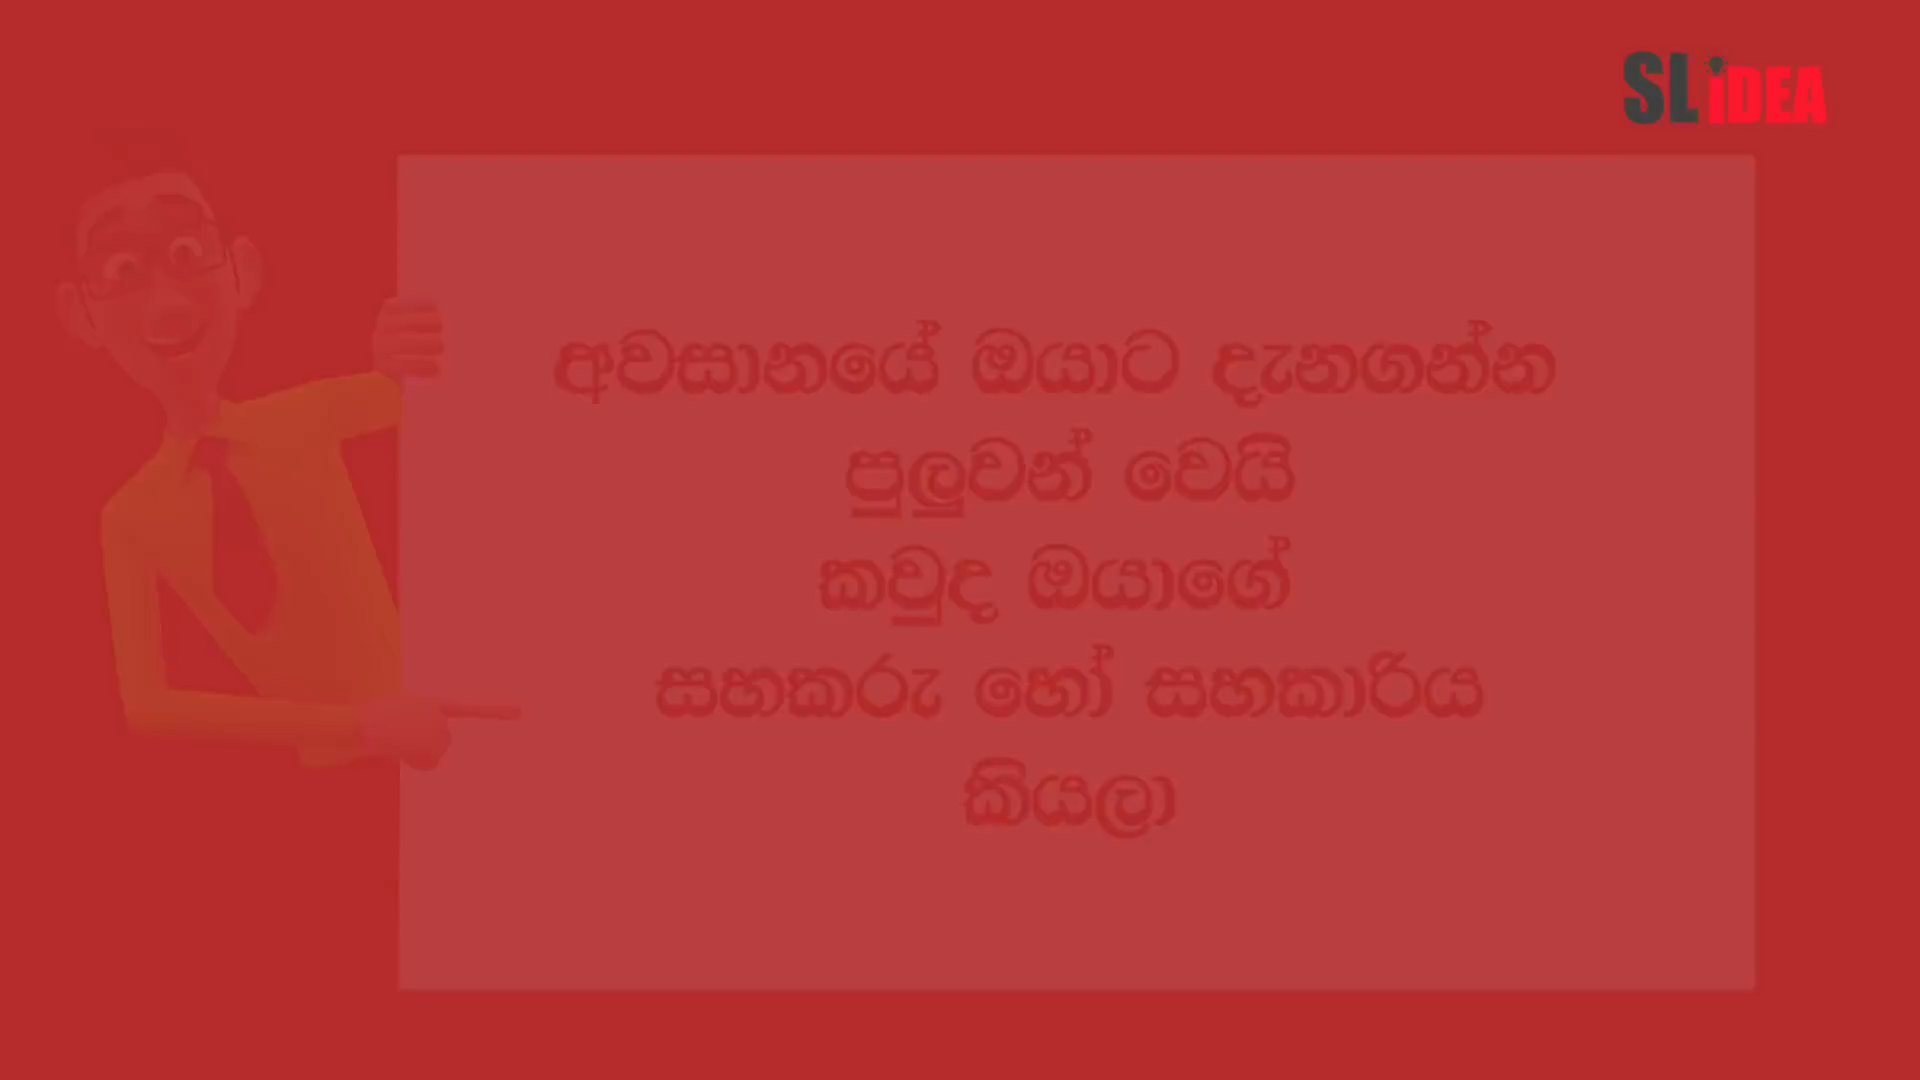 SL iDEA
අවසානයේ ඔයාට දැනගන්න
පුලුවන් වෙයි
කවුද ඔයාගේ
සහකරු හෝ සහකාරිය
කියලා